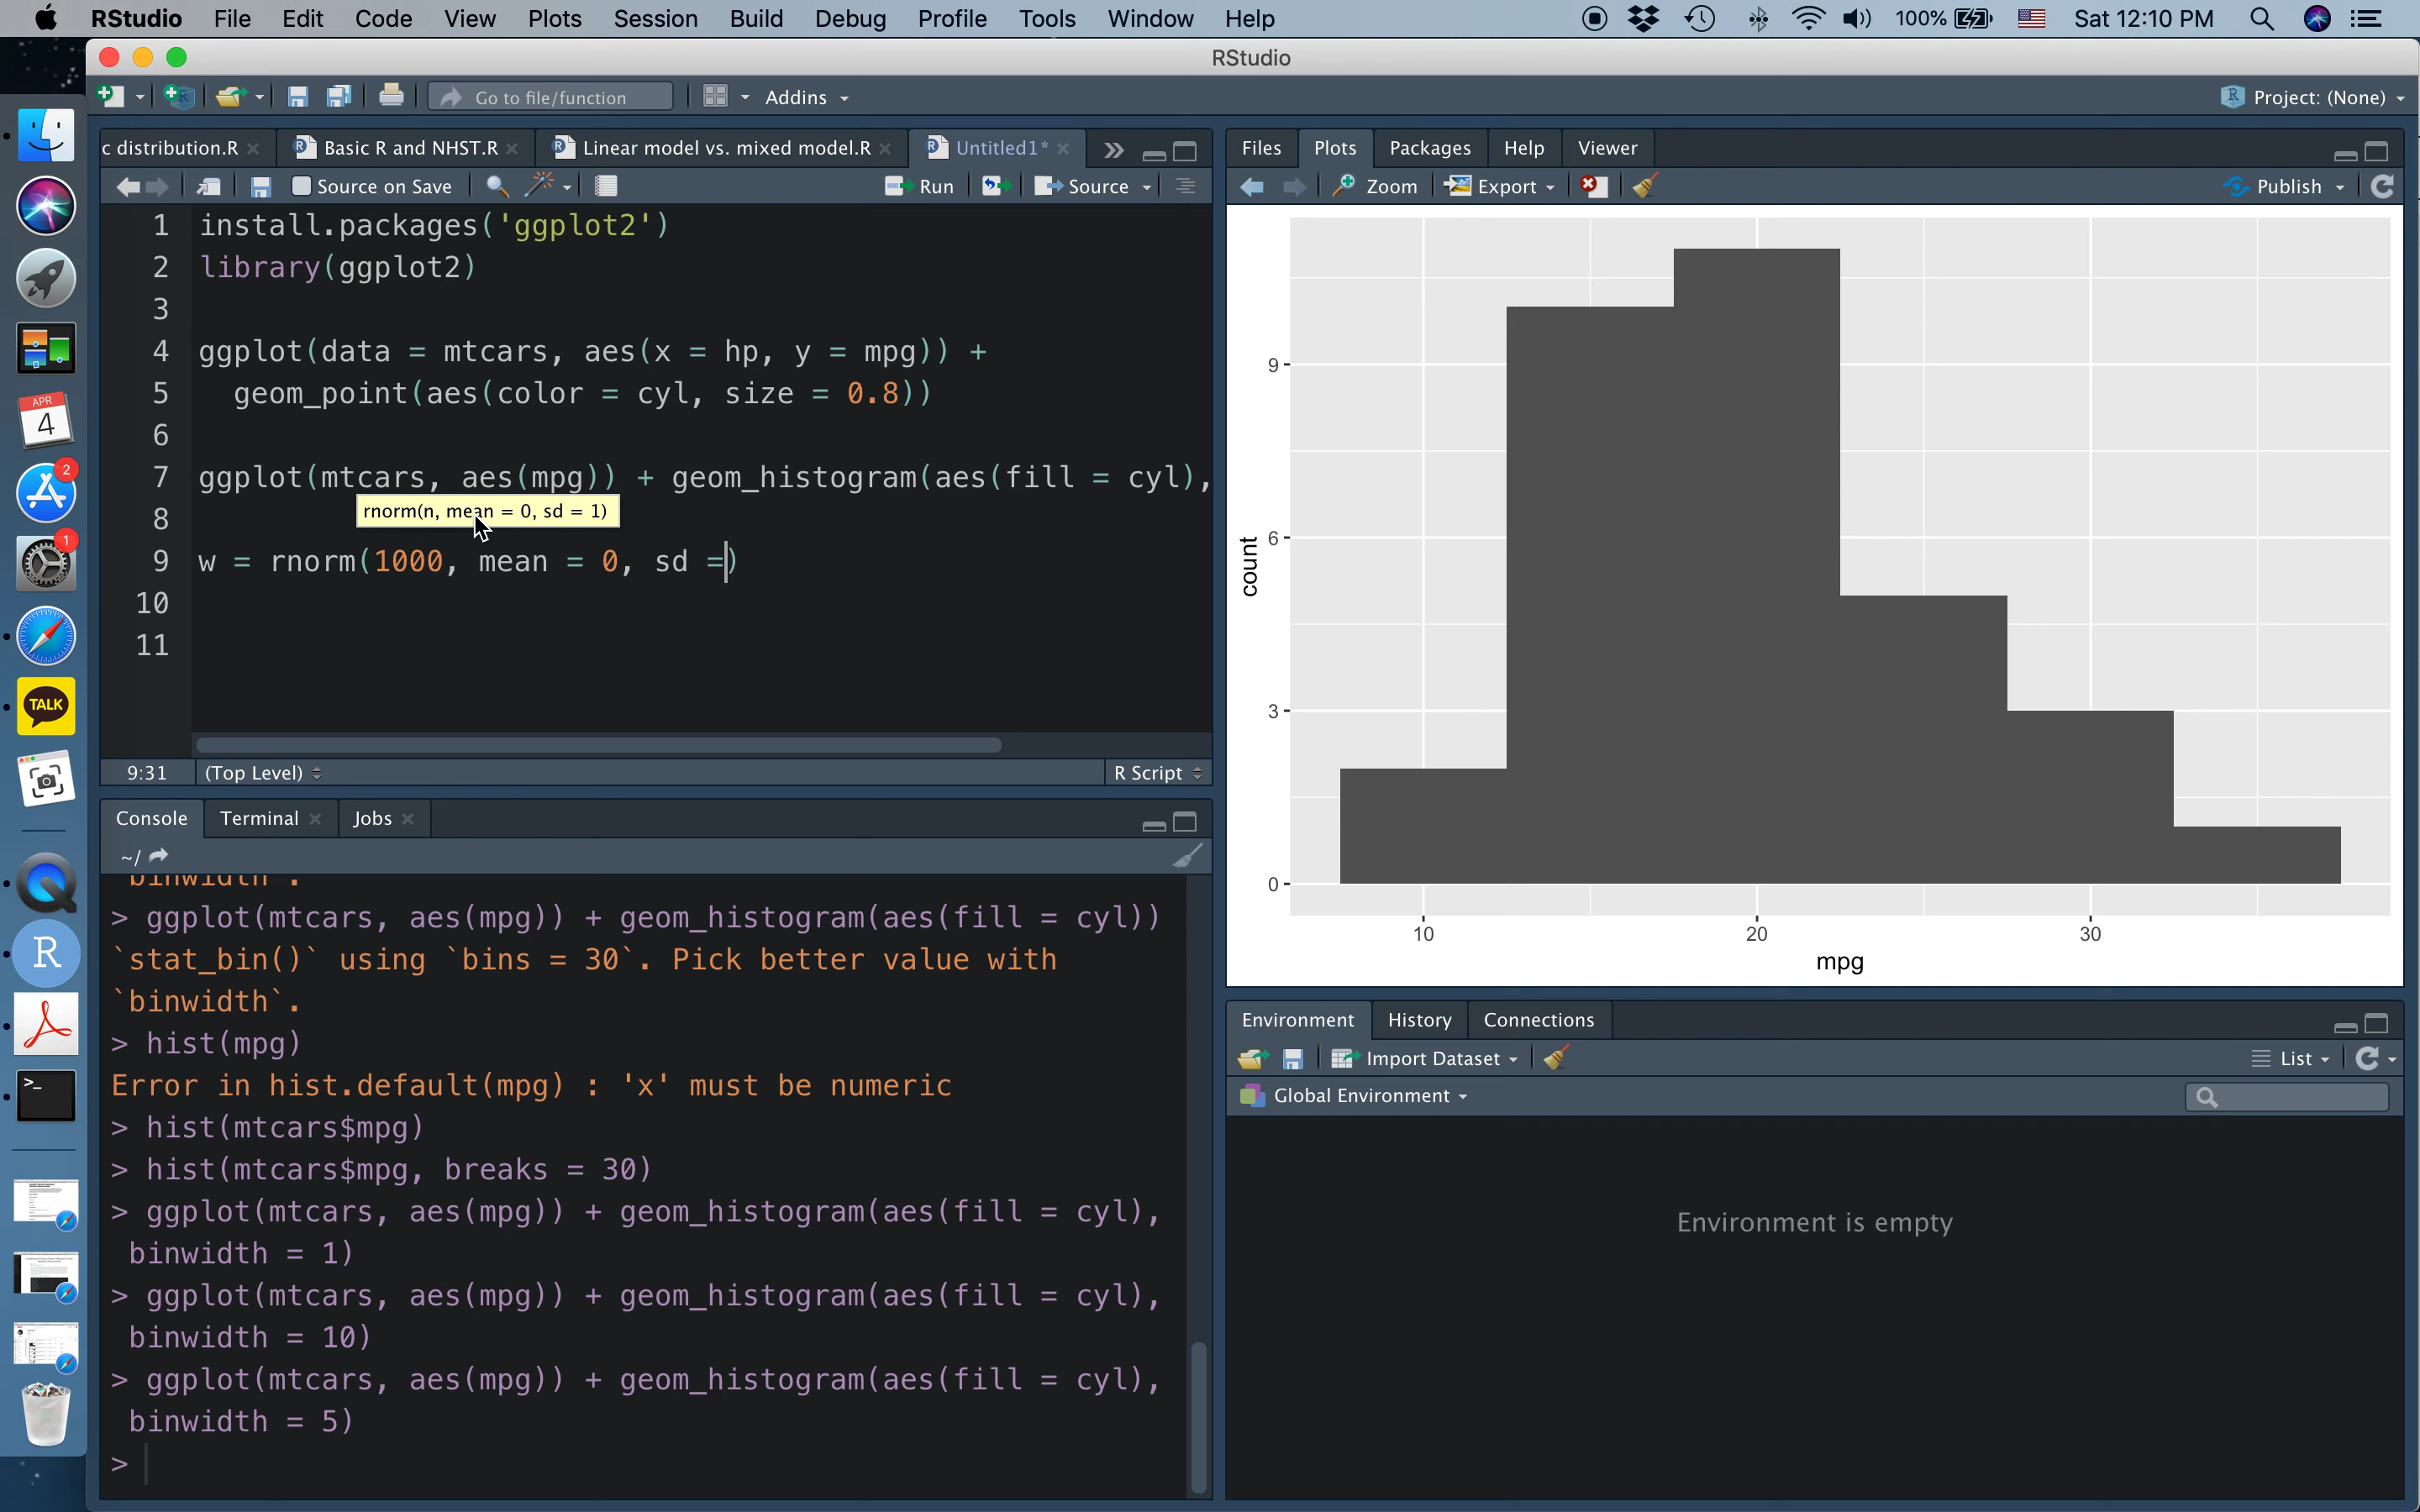 RStudio File Edit Code View Plots Session Build Debug Profile Tools Window Help 100% Sat 12:10 PM
RStudio
Go to file/function Addins Project: (None)
c distribution.R Basic R and NHST.R Linear model vs. mixed model.R Untitled1*
Source on Save Run Source
1 install.packages('ggplot2')
2 library(ggplot2)
3
4 ggplot(data = mtcars, aes(x = hp, y = mpg)) +
5 geom_point(aes(color = cyl, size = 0.8))
6
7 ggplot(mtcars, aes(mpg)) + geom_histogram(aes(fill = cyl),
rnorm(n, mean = 0, sd = 1)
8
9 w = rnorm(1000, mean = 0, sd =)
10
11
9:31 (Top Level) R Script
Console Terminal Jobs
~/
binwidth`.
> ggplot(mtcars, aes(mpg)) + geom_histogram(aes(fill = cyl))
`stat_bin()` using `bins = 30`. Pick better value with
`binwidth`.
> hist(mpg)
Error in hist.default(mpg) : 'x' must be numeric
> hist(mtcars$mpg)
> hist(mtcars$mpg, breaks = 30)
> ggplot(mtcars, aes(mpg)) + geom_histogram(aes(fill = cyl),
binwidth = 1)
> ggplot(mtcars, aes(mpg)) + geom_histogram(aes(fill = cyl),
binwidth = 10)
> ggplot(mtcars, aes(mpg)) + geom_histogram(aes(fill = cyl),
binwidth = 5)
>
Files Plots Packages Help Viewer
Zoom Export Publish
9
6
3
0
count
10 20 30
mpg
Environment History Connections
Import Dataset List
Global Environment
Environment is empty
APR
4
2
1
TALK
R
>_